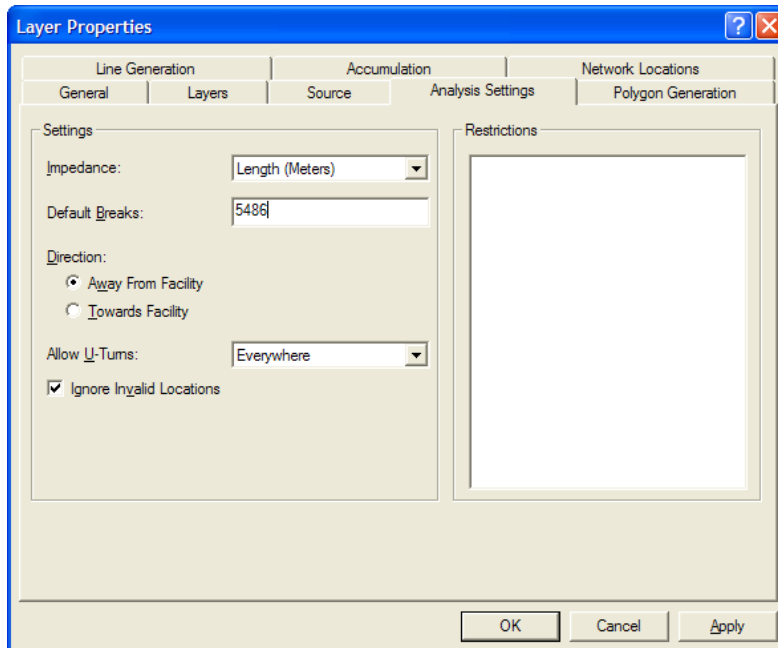 Layer Properties
Line Generation Accumulation Network Locations
General Layers Source Analysis Settings Polygon Generation
Settings
Impedance: Length (Meters)
Default Breaks: 5486
Direction:
Away From Facility
Towards Facility
Allow U-Turns: Everywhere
Ignore Invalid Locations
Restrictions
OK Cancel Apply